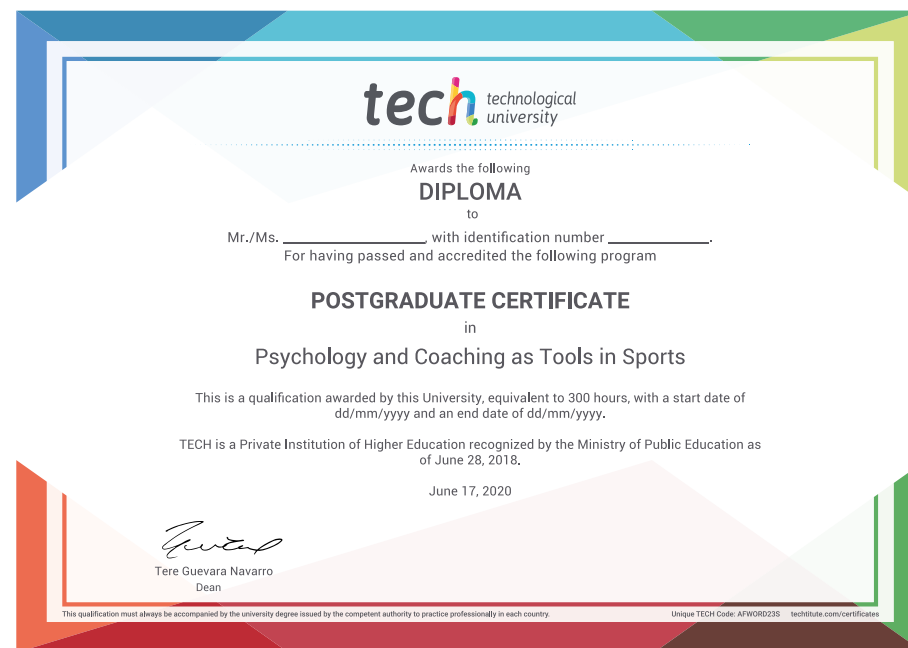 tech technological
university
Awards the following
DIPLOMA
to
Mr./Ms. ____________________, with identification number ______________.
For having passed and accredited the following program
POSTGRADUATE CERTIFICATE
in
Psychology and Coaching as Tools in Sports
This is a qualification awarded by this University, equivalent to 300 hours, with a start date of
dd/mm/yyyy and an end date of dd/mm/yyyy.
TECH is a Private Institution of Higher Education recognized by the Ministry of Public Education as
of June 28, 2018.
June 17, 2020
Tere Guevara Navarro
Dean
This qualification must always be accompanied by the university degree issued by the competent authority to practice professionally in each country. Unique TECH Code: AFWORD23S techtitute.com/certificates